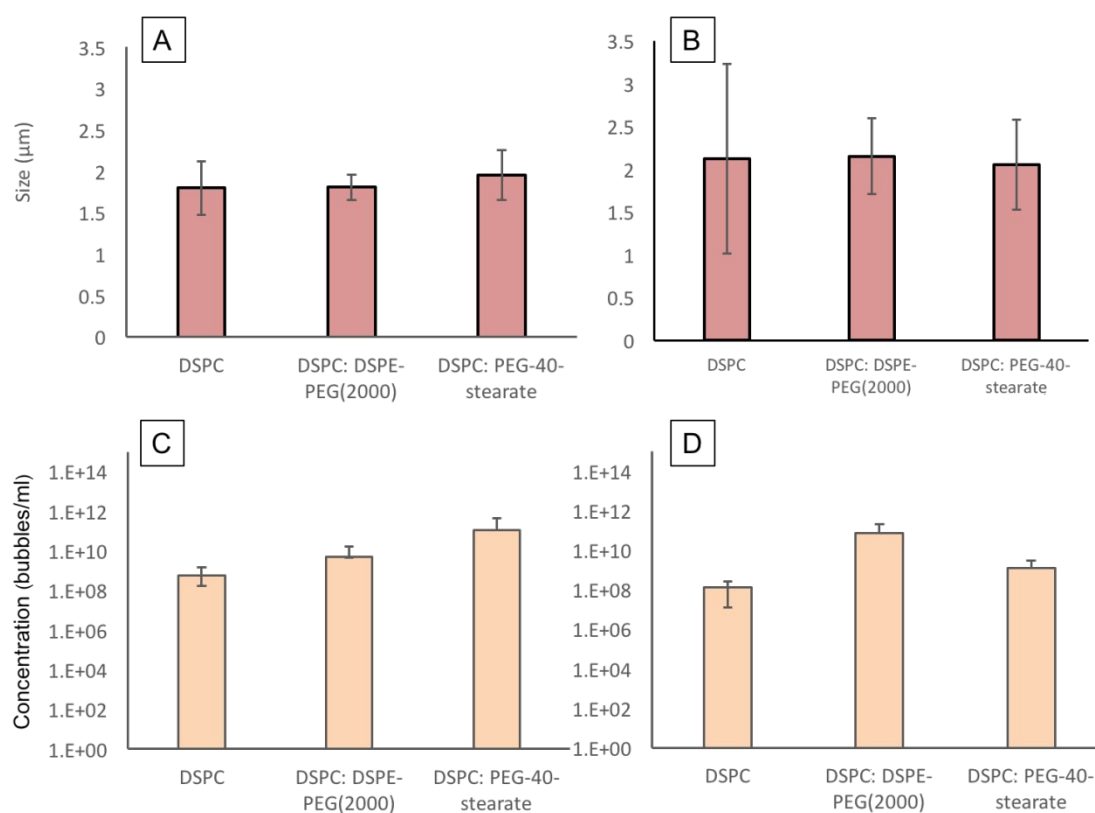 A
3.5
3
2.5
2
1.5
1
0.5
0
Size (µm)
DSPC
DSPC: DSPE-
PEG(2000)
DSPC: PEG-40-
stearate
B
3.5
3
2.5
2
1.5
1
0.5
0
DSPC
DSPC: DSPE-
PEG(2000)
DSPC: PEG-40-
stearate
C
1.E+14
1.E+12
1.E+10
1.E+08
1.E+06
1.E+04
1.E+02
1.E+00
Concentration (bubbles/ml)
DSPC
DSPC: DSPE-
PEG(2000)
DSPC: PEG-40-
stearate
D
1.E+14
1.E+12
1.E+10
1.E+08
1.E+06
1.E+04
1.E+02
1.E+00
DSPC
DSPC: DSPE-
PEG(2000)
DSPC: PEG-40-
stearate